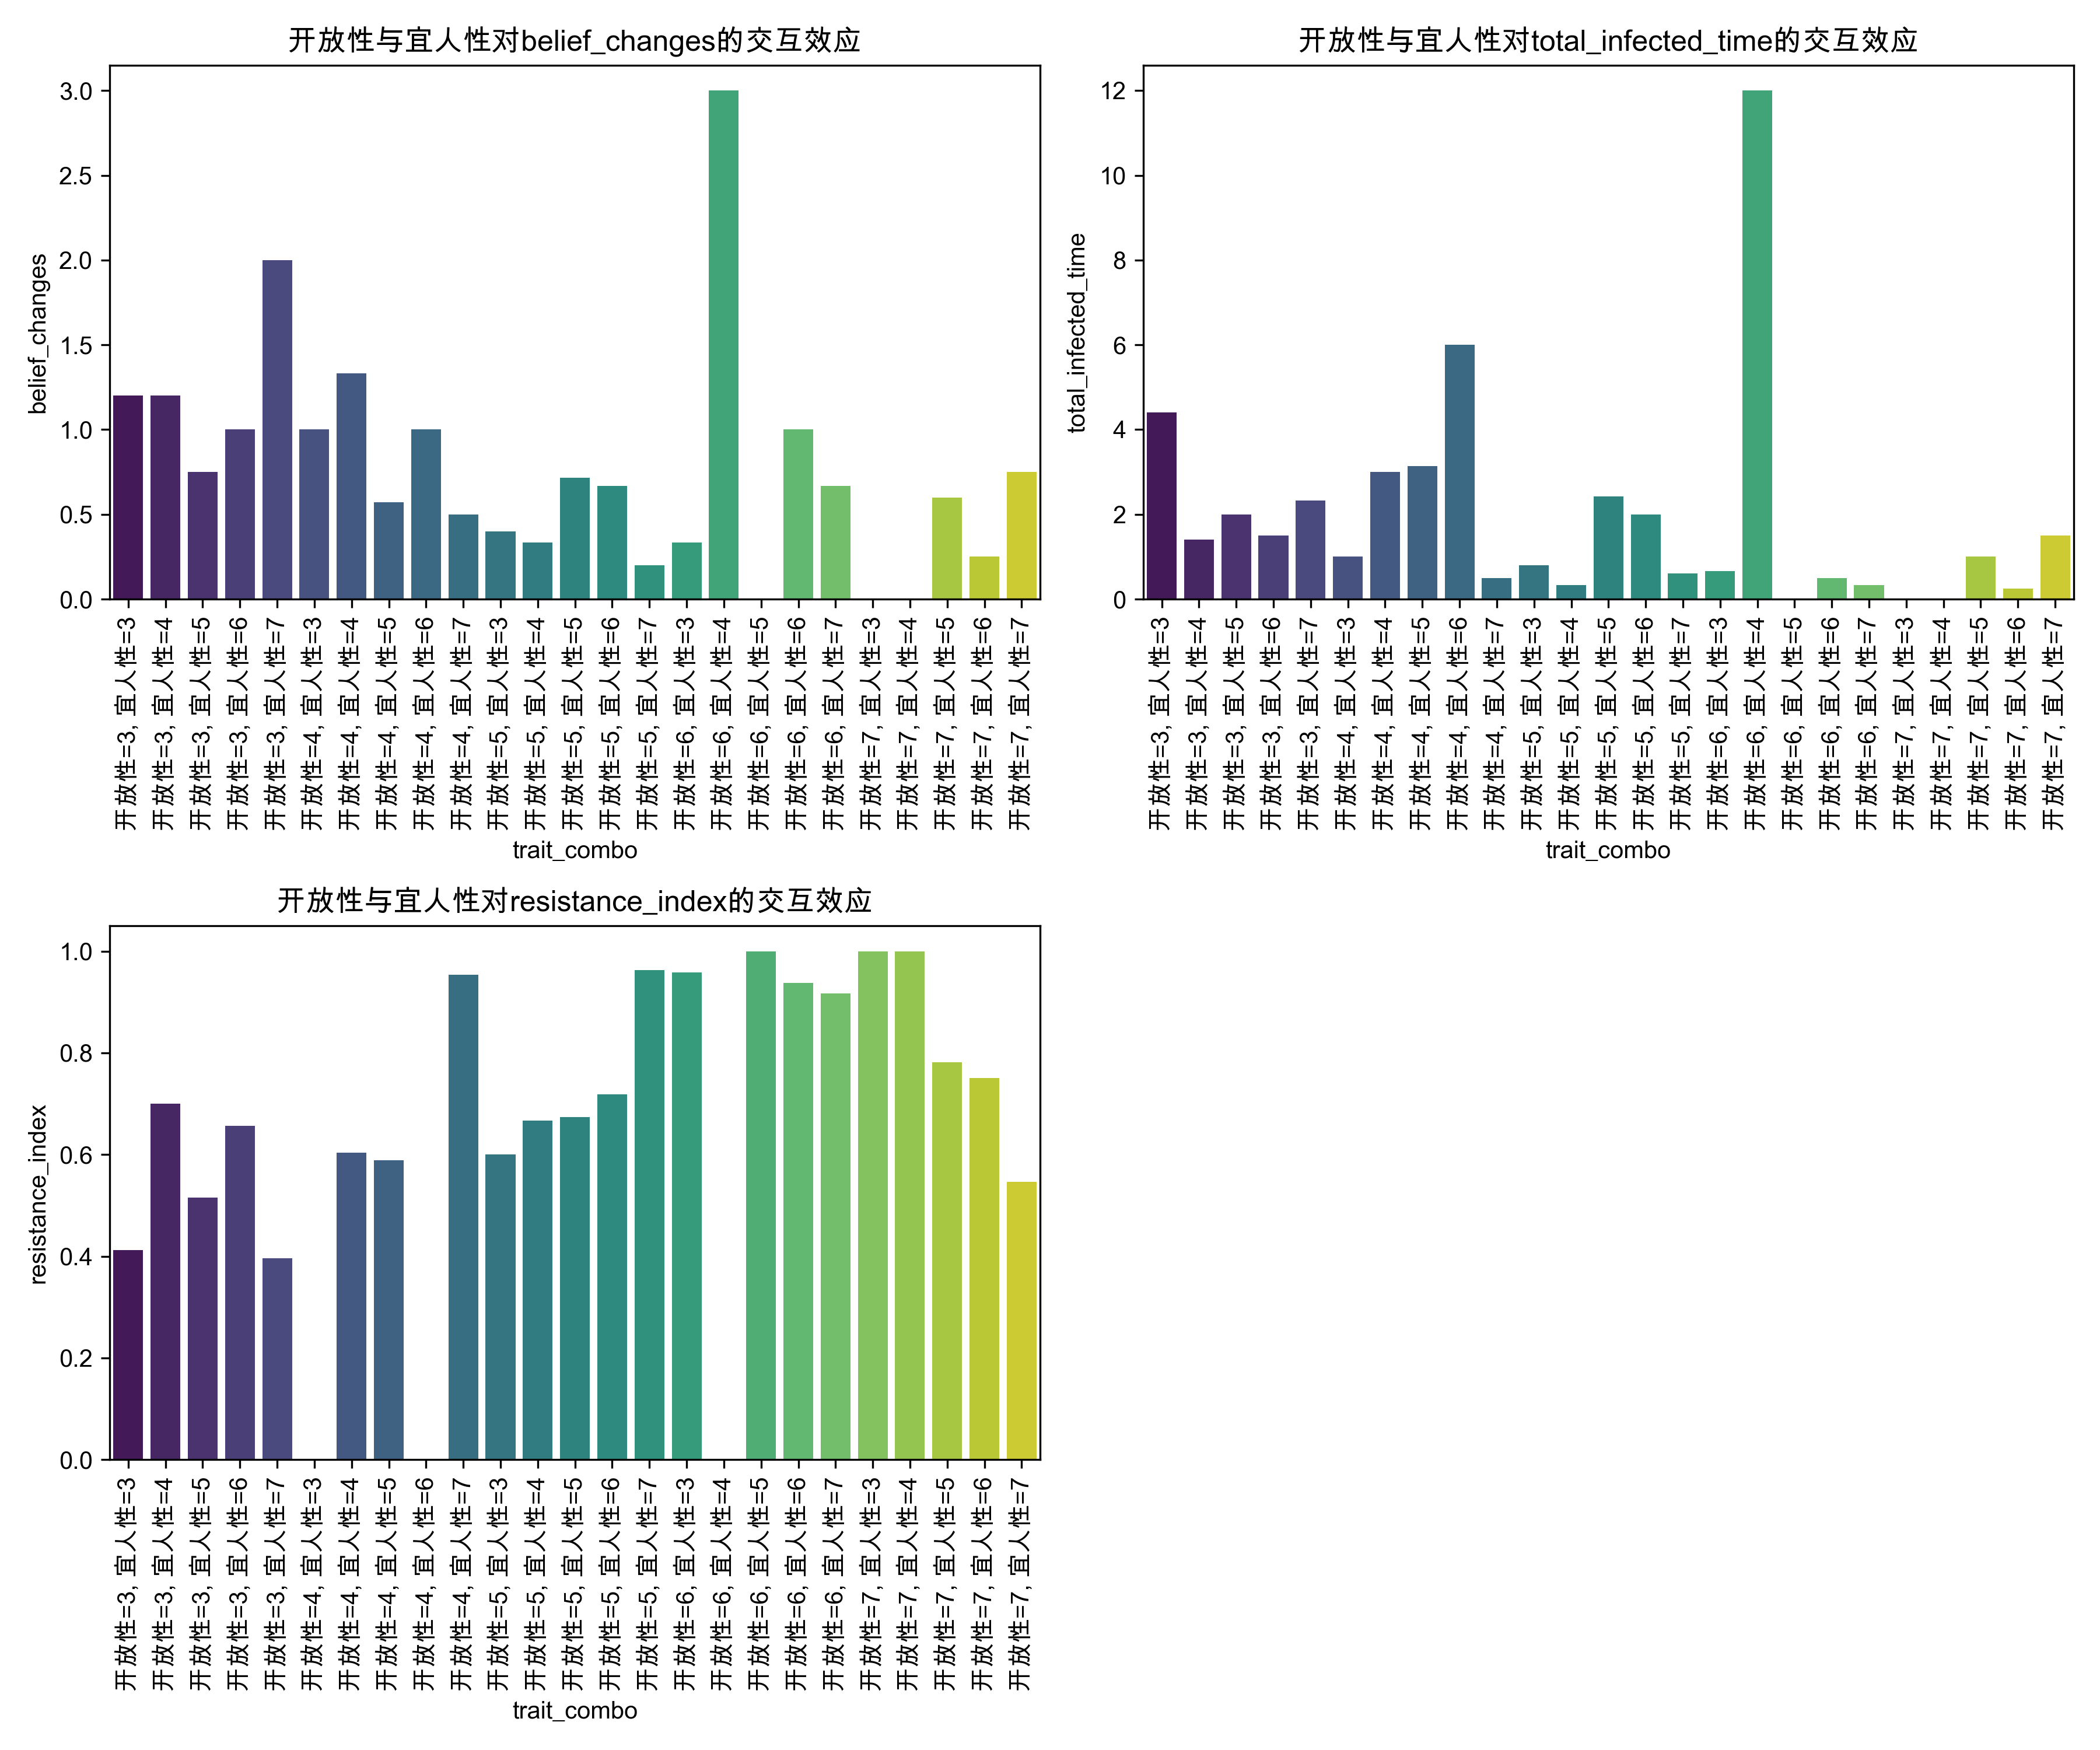 开放性与宜人性对belief_changes的交互效应
belief_changes
3.0
2.5
2.0
1.5
1.0
0.5
0.0
开放性=3, 宜人性=3
开放性=3, 宜人性=4
开放性=3, 宜人性=5
开放性=3, 宜人性=6
开放性=3, 宜人性=7
开放性=4, 宜人性=3
开放性=4, 宜人性=4
开放性=4, 宜人性=5
开放性=4, 宜人性=6
开放性=4, 宜人性=7
开放性=5, 宜人性=3
开放性=5, 宜人性=4
开放性=5, 宜人性=5
开放性=5, 宜人性=6
开放性=5, 宜人性=7
开放性=6, 宜人性=3
开放性=6, 宜人性=4
开放性=6, 宜人性=5
开放性=6, 宜人性=6
开放性=6, 宜人性=7
开放性=7, 宜人性=3
开放性=7, 宜人性=4
开放性=7, 宜人性=5
开放性=7, 宜人性=6
开放性=7, 宜人性=7
trait_combo
开放性与宜人性对total_infected_time的交互效应
total_infected_time
12
10
8
6
4
2
0
开放性=3, 宜人性=3
开放性=3, 宜人性=4
开放性=3, 宜人性=5
开放性=3, 宜人性=6
开放性=3, 宜人性=7
开放性=4, 宜人性=3
开放性=4, 宜人性=4
开放性=4, 宜人性=5
开放性=4, 宜人性=6
开放性=4, 宜人性=7
开放性=5, 宜人性=3
开放性=5, 宜人性=4
开放性=5, 宜人性=5
开放性=5, 宜人性=6
开放性=5, 宜人性=7
开放性=6, 宜人性=3
开放性=6, 宜人性=4
开放性=6, 宜人性=5
开放性=6, 宜人性=6
开放性=6, 宜人性=7
开放性=7, 宜人性=3
开放性=7, 宜人性=4
开放性=7, 宜人性=5
开放性=7, 宜人性=6
开放性=7, 宜人性=7
trait_combo
开放性与宜人性对resistance_index的交互效应
resistance_index
1.0
0.8
0.6
0.4
0.2
0.0
开放性=3, 宜人性=3
开放性=3, 宜人性=4
开放性=3, 宜人性=5
开放性=3, 宜人性=6
开放性=3, 宜人性=7
开放性=4, 宜人性=3
开放性=4, 宜人性=4
开放性=4, 宜人性=5
开放性=4, 宜人性=6
开放性=4, 宜人性=7
开放性=5, 宜人性=3
开放性=5, 宜人性=4
开放性=5, 宜人性=5
开放性=5, 宜人性=6
开放性=5, 宜人性=7
开放性=6, 宜人性=3
开放性=6, 宜人性=4
开放性=6, 宜人性=5
开放性=6, 宜人性=6
开放性=6, 宜人性=7
开放性=7, 宜人性=3
开放性=7, 宜人性=4
开放性=7, 宜人性=5
开放性=7, 宜人性=6
开放性=7, 宜人性=7
trait_combo